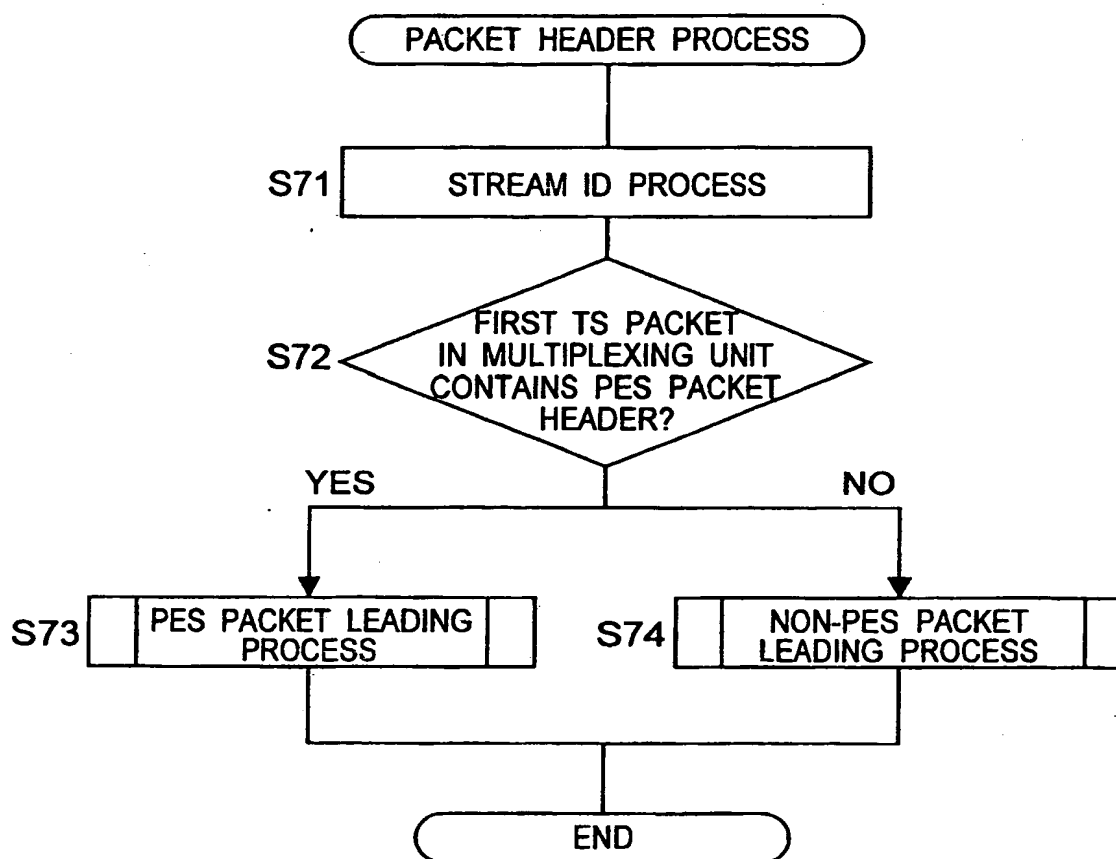 PACKET HEADER PROCESS
S71
STREAM ID PROCESS
S72
FIRST TS PACKET
IN MULTIPLEXING UNIT
CONTAINS PES PACKET
HEADER?
YES
NO
S73
PES PACKET LEADING
PROCESS
S74
NON-PES PACKET
LEADING PROCESS
END